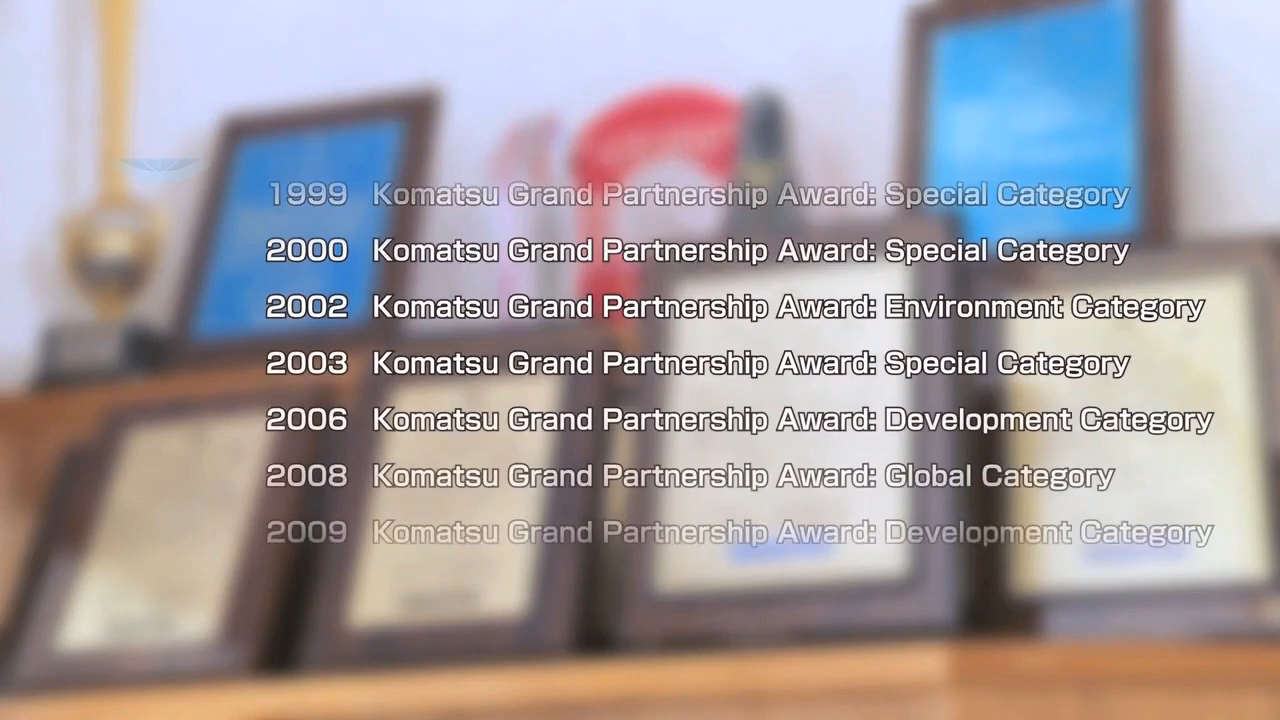 1999 Komatsu Grand Partnership Award: Special Category
2000 Komatsu Grand Partnership Award: Special Category
2002 Komatsu Grand Partnership Award: Environment Category
2003 Komatsu Grand Partnership Award: Special Category
2006 Komatsu Grand Partnership Award: Development Category
2008 Komatsu Grand Partnership Award: Global Category
2009 Komatsu Grand Partnership Award: Development Category